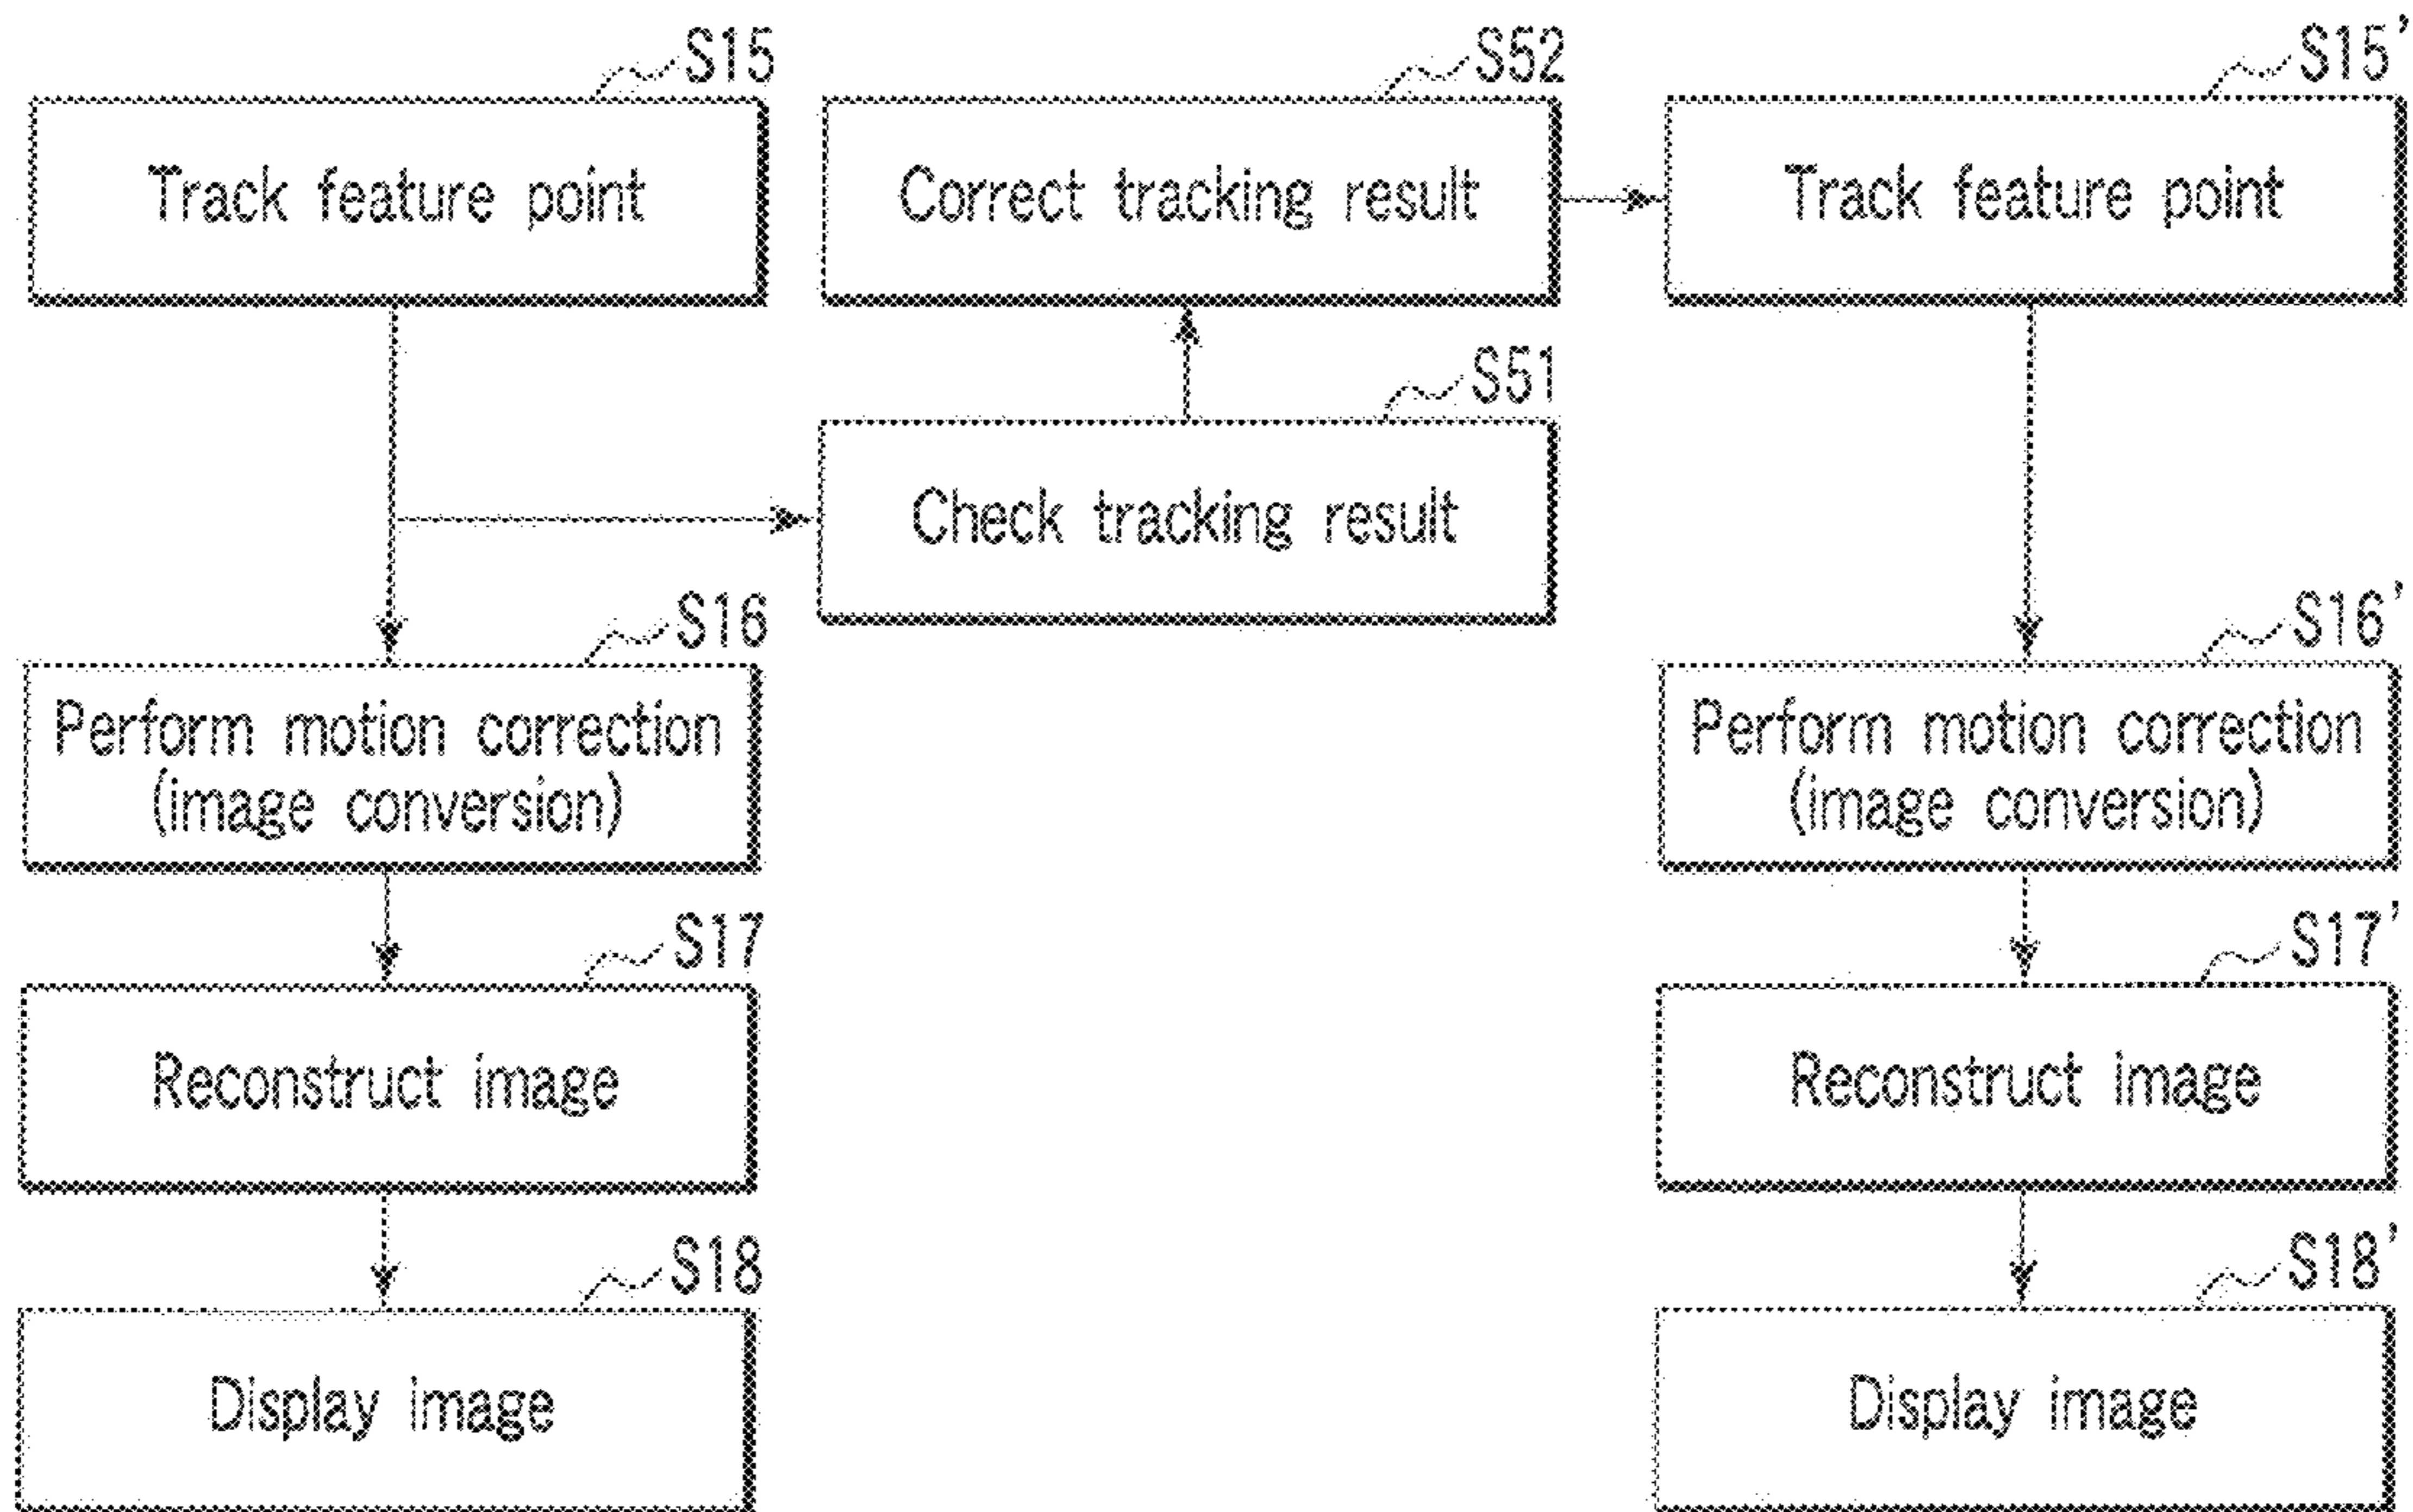 S15
Track feature point
S52
Correct tracking result
S15'
Track feature point
S51
Check tracking result
S16
Perform motion correction
(image conversion)
S16'
Perform motion correction
(image conversion)
S17
Reconstruct image
S17'
Reconstruct image
S18
Display image
S18'
Display image